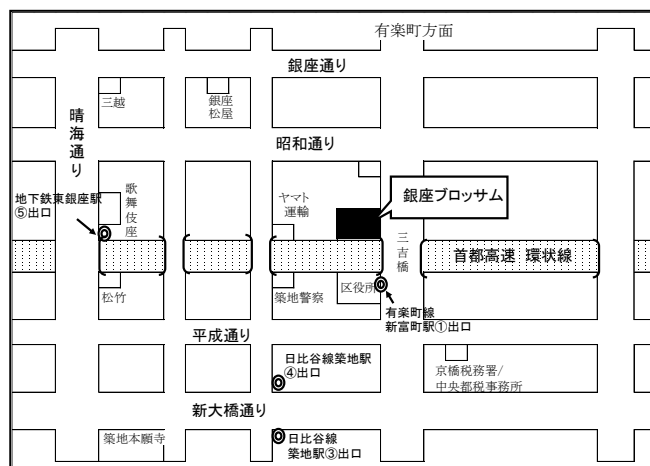 有楽町方面
銀座通り
三越
銀座
松屋
晴海通り
昭和通り
地下鉄東銀座駅
⑤出口
歌舞伎座
ヤマト
運輸
銀座ブロッサム
三吉橋
首都高速 環状線
松竹
築地警察
区役所
有楽町線
新富町駅①出口
平成通り
日比谷線築地駅
④出口
京橋税務署/
中央都税事務所
新大橋通り
築地本願寺
日比谷線
築地駅③出口